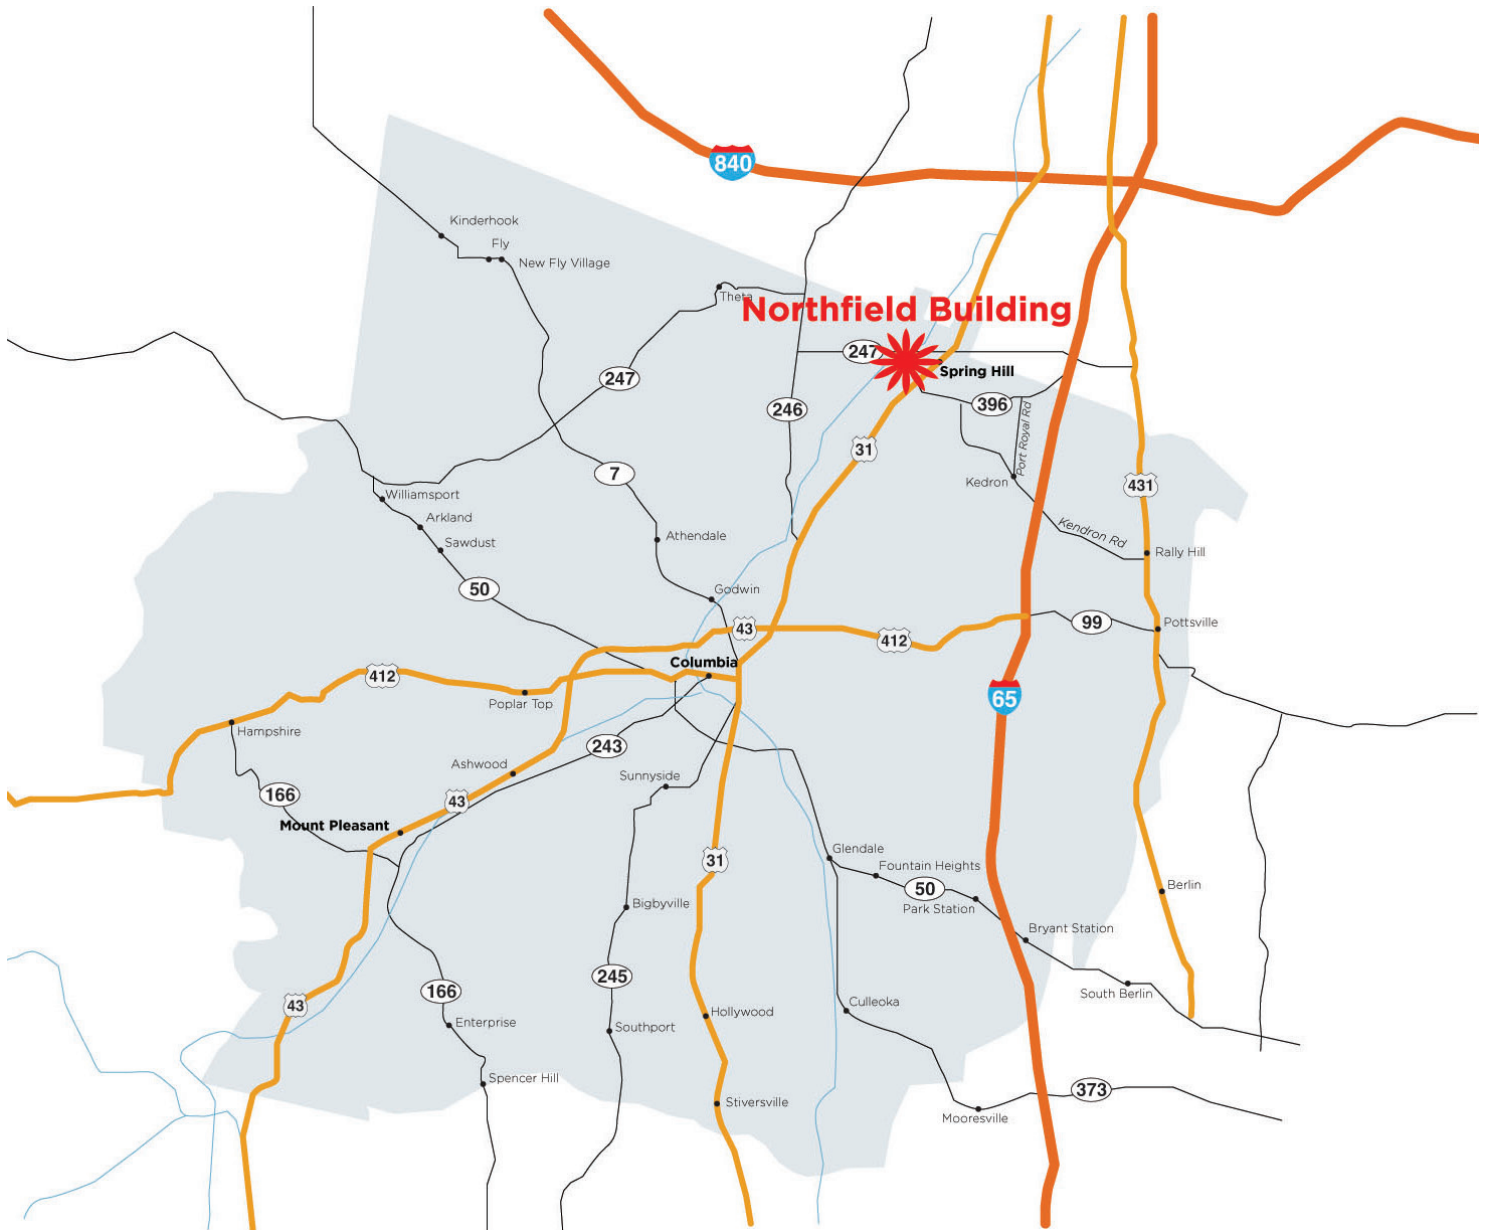 840
Kinderhook
Fly
New Fly Village
Theta
Northfield Building
247
Spring Hill
247
246
396
Port Royal Rd
31
7
Kedron
431
Williamsport
Arkland
Sawdust
Kendron Rd
Athendale
Rally Hill
50
Godwin
99
Pottsville
43
412
Columbia
412
Poplar Top
65
Hampshire
243
Ashwood
Sunnyside
166
43
Mount Pleasant
31
Glendale
Fountain Heights
50
Park Station
Berlin
Bigbyville
Bryant Station
245
166
43
South Berlin
Culleoka
Hollywood
Enterprise
Southport
Spencer Hill
373
Stiversville
Mooresville